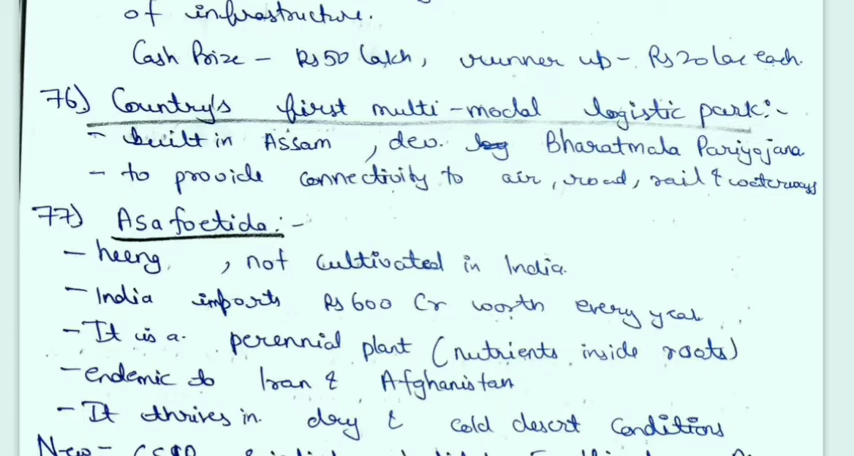 of infrastructure.
Cash Prize – Rs 50 lakh, runner up – Rs 20 lac each.
76) Country's first multi-modal logistic park:-
– built in Assam, dev. by Bharatmala Pariyojana
– to provide connectivity to air, road, rail & waterways
77) Asafoetida:-
– heeng, not cultivated in India.
– India imports Rs 600 Cr worth every year.
– It is a perennial plant (nutrients inside roots)
– endemic to Iran & Afghanistan
– It thrives in dry & cold desert conditions